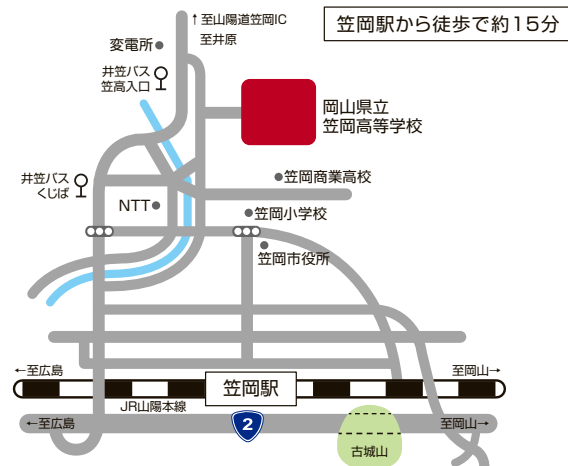 ↑至山陽道笠岡IC
至井原
笠岡駅から徒歩で約15分
変電所
井笠バス
笠高入口
岡山県立
笠岡高等学校
井笠バス
くじば
笠岡商業高校
NTT
笠岡小学校
笠岡市役所
←至広島
笠岡駅
至岡山→
JR山陽本線
←至広島
2
至岡山→
古城山